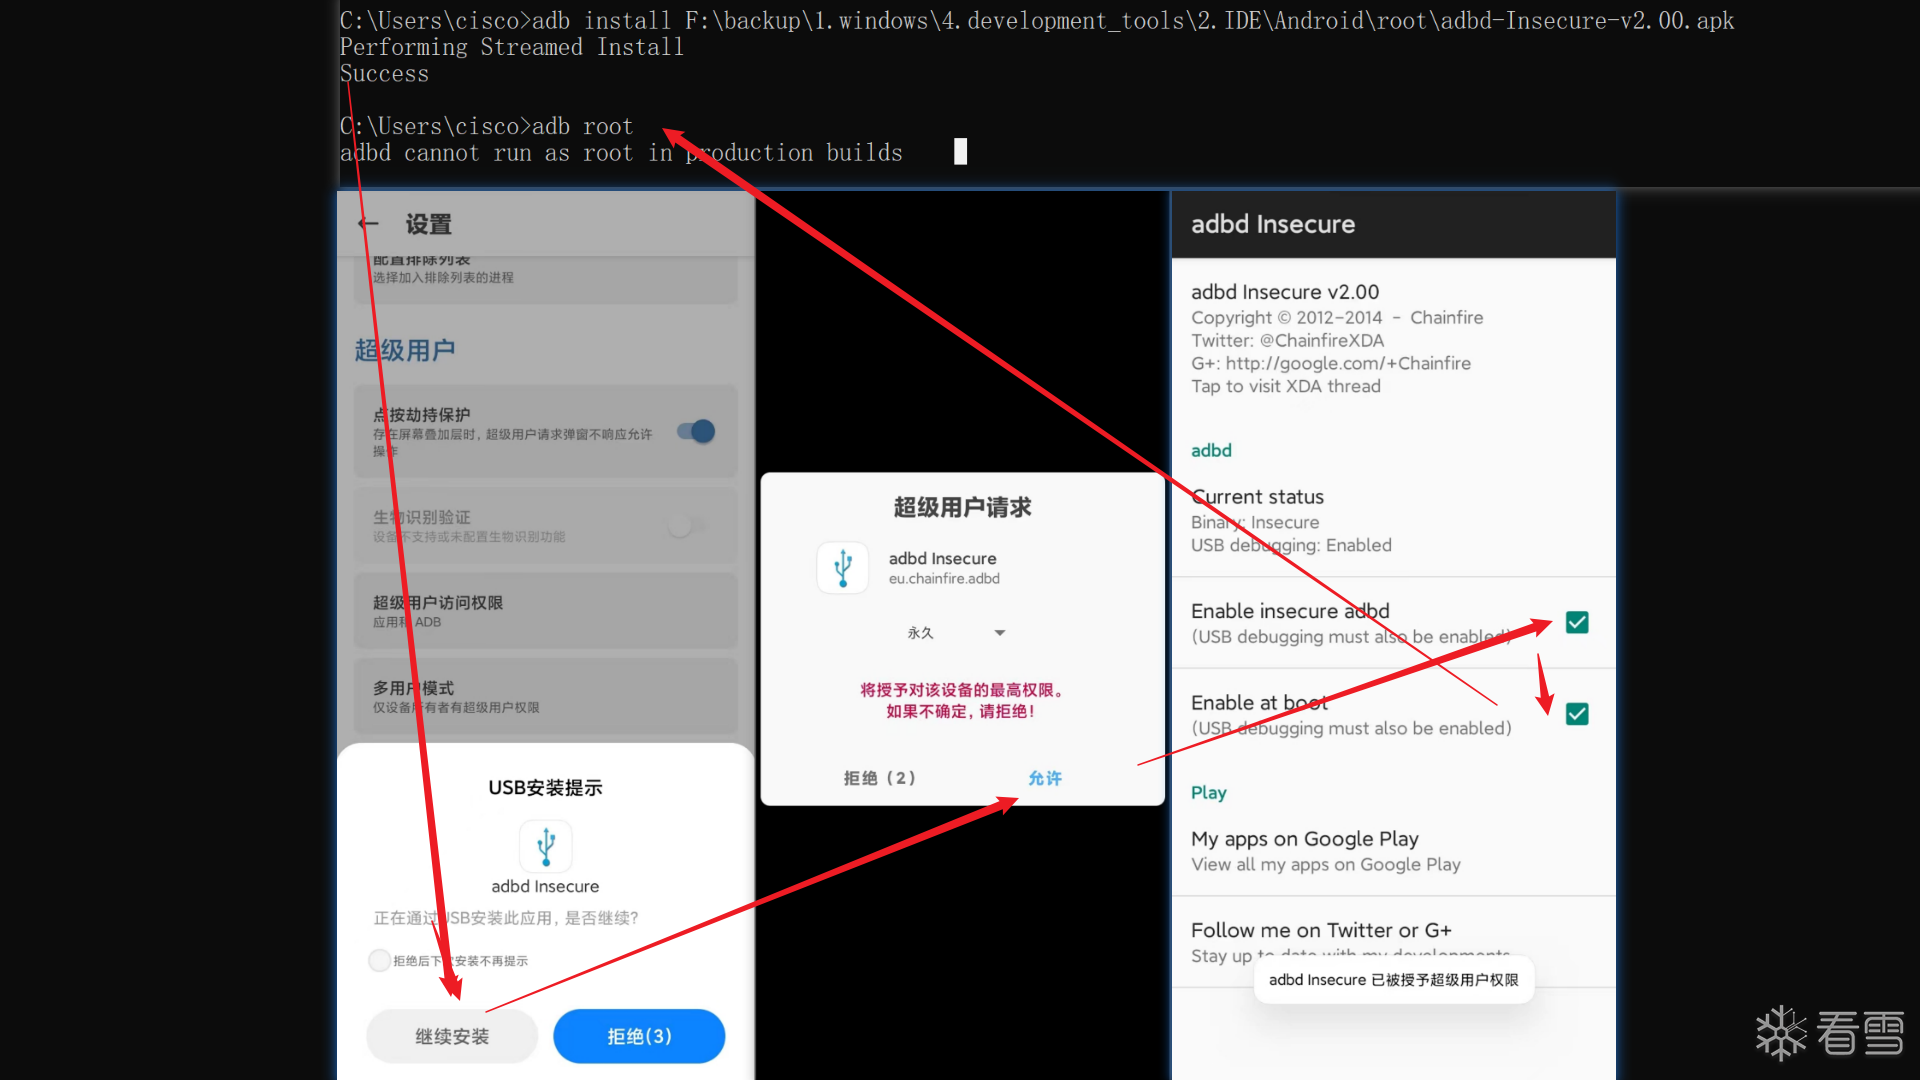 C:\Users\cisco>adb install F:\backup\1.windows\4.development_tools\2.IDE\Android\root\adbd-Insecure-v2.00.apk
Performing Streamed Install
Success
C:\Users\cisco>adb root
adbd cannot run as root in production builds
设置
配置排除列表
选择加入排除列表的进程
超级用户
点按劫持保护
存在屏幕叠加层时，超级用户请求弹窗不响应允许
操作
生物识别验证
设备不支持或未配置生物识别功能
超级用户访问权限
应用和 ADB
多用户模式
仅设备所有者有超级用户权限
USB安装提示
adbd Insecure
正在通过USB安装此应用，是否继续?
拒绝后下次安装不再提示
继续安装
拒绝(3)
超级用户请求
adbd Insecure
eu.chainfire.adbd
永久
将授予对该设备的最高权限。
如果不确定，请拒绝！
拒绝（2）
允许
adbd Insecure
adbd Insecure v2.00
Copyright © 2012-2014 - Chainfire
Twitter: @ChainfireXDA
G+: http://google.com/+Chainfire
Tap to visit XDA thread
adbd
Current status
Binary: Insecure
USB debugging: Enabled
Enable insecure adbd
(USB debugging must also be enabled)
Enable at boot
(USB debugging must also be enabled)
Play
My apps on Google Play
View all my apps on Google Play
Follow me on Twitter or G+
Stay up to date with my developments
adbd Insecure 已被授予超级用户权限
看雪